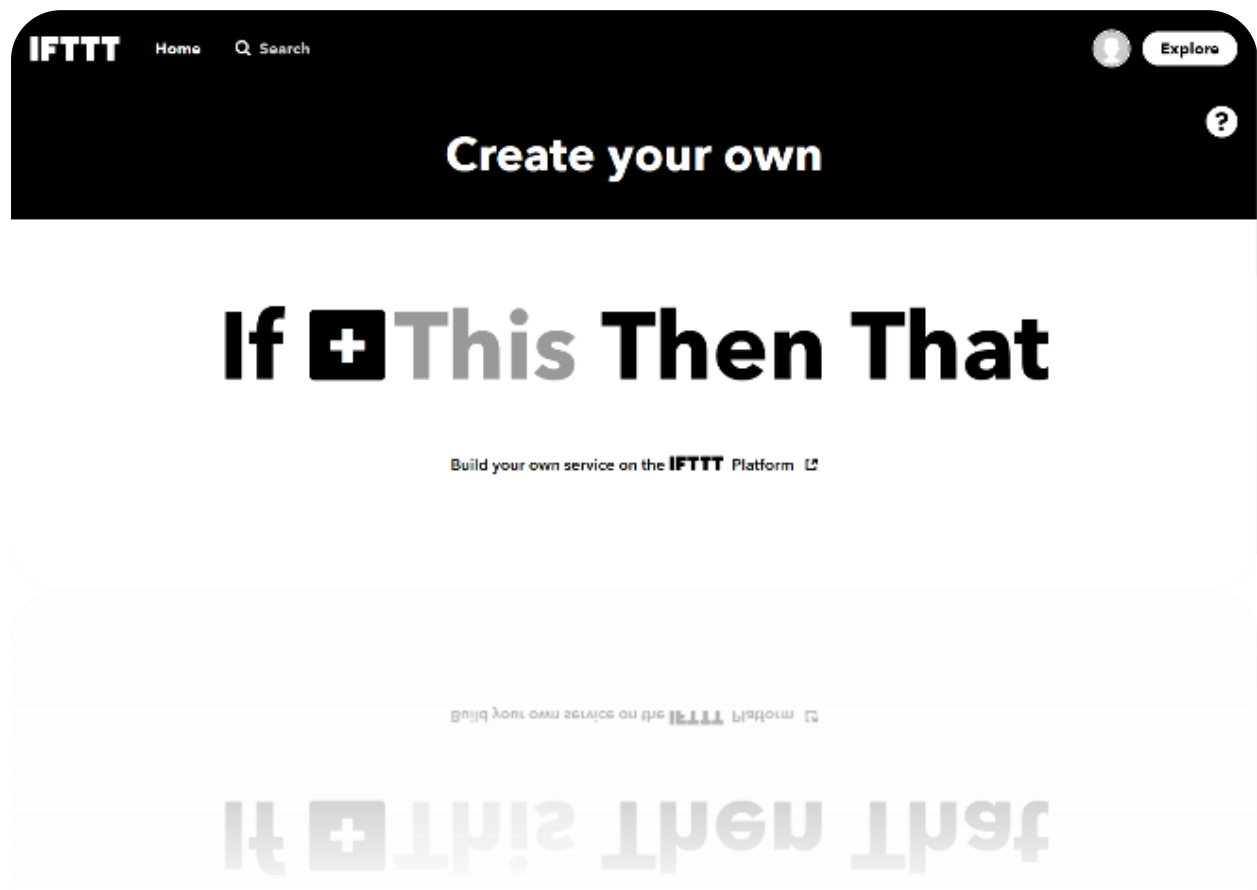 IFTTT Home Search Explore
?
Create your own
If + This Then That
Build your own service on the IFTTT Platform
Build your own service on the IFTTT Platform
If + This Then That